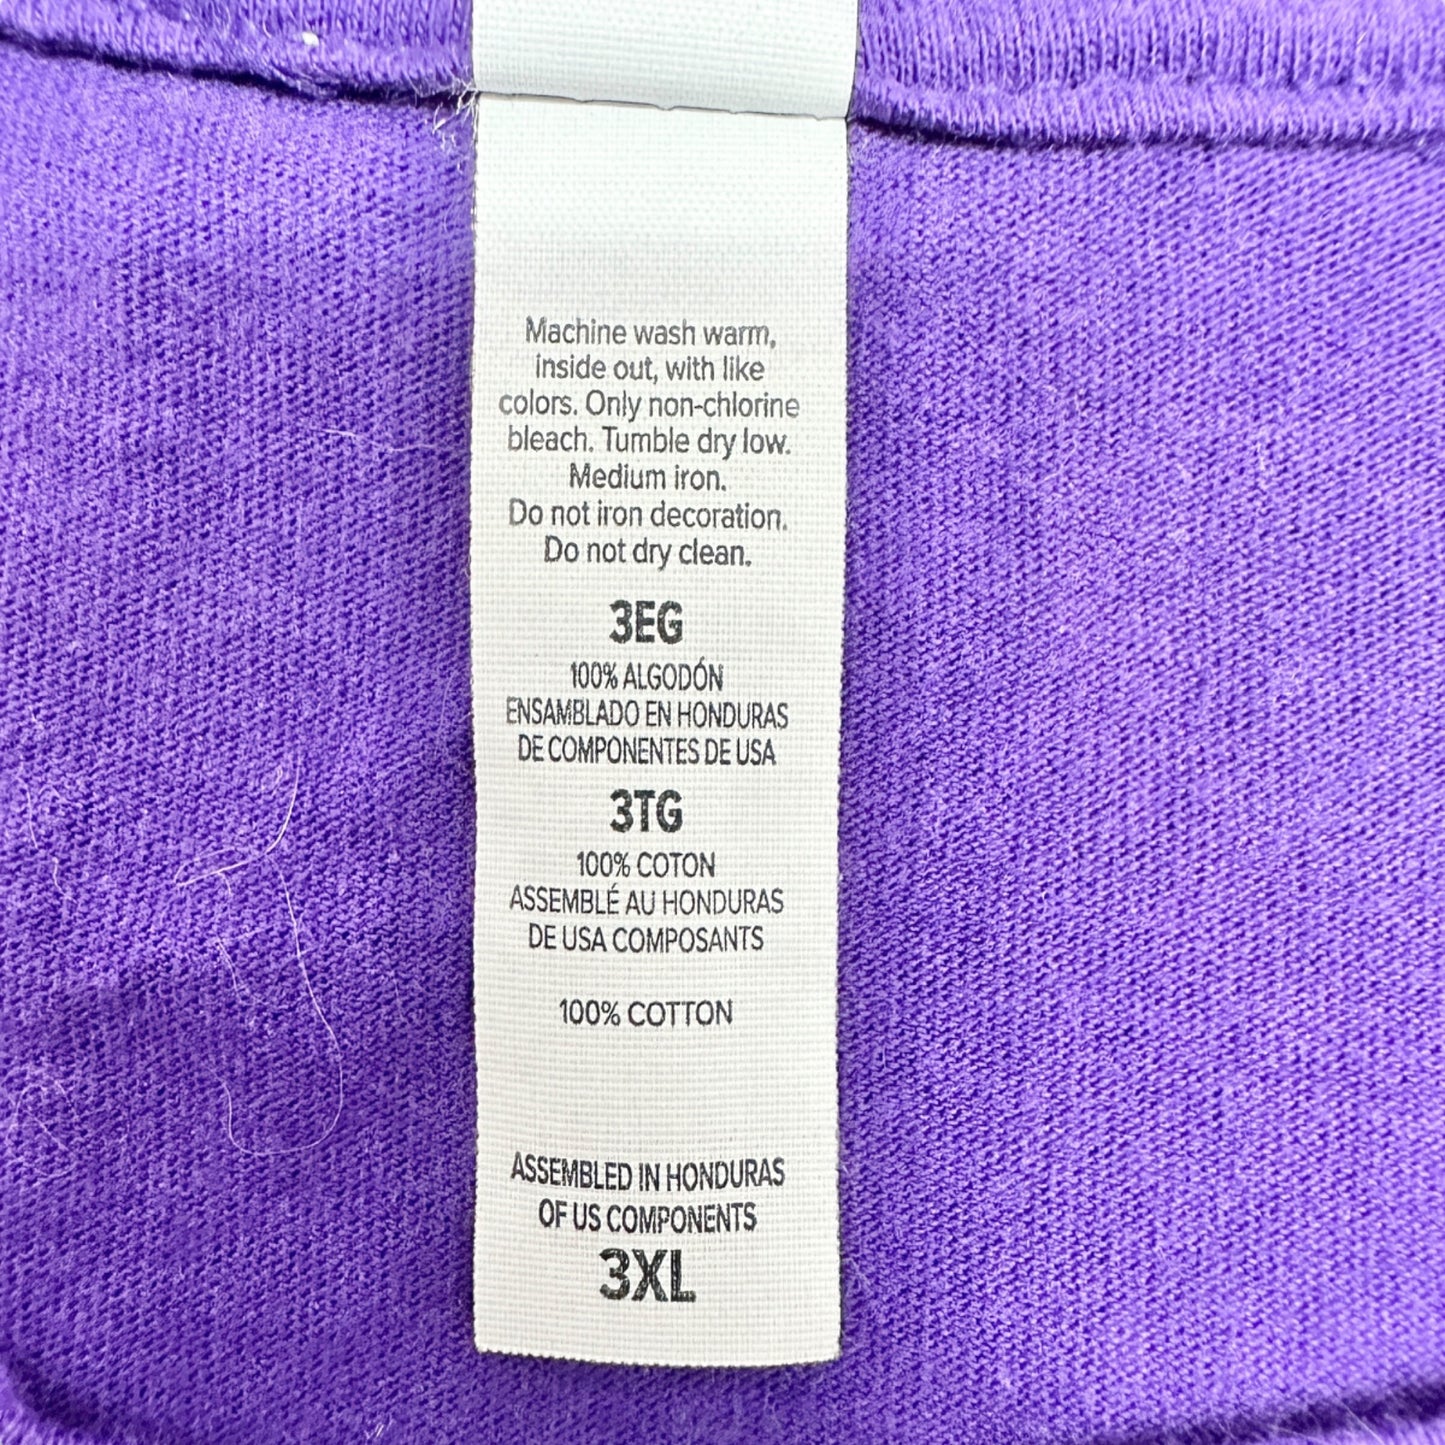 Machine wash warm,
inside out, with like
colors. Only non-chlorine
bleach. Tumble dry low.
Medium iron.
Do not iron decoration.
Do not dry clean.
3EG
100% ALGODÓN
ENSAMBLADO EN HONDURAS
DE COMPONENTES DE USA
3TG
100% COTON
ASSEMBLÉ AU HONDURAS
DE USA COMPOSANTS
100% COTTON
ASSEMBLED IN HONDURAS
OF US COMPONENTS
3XL